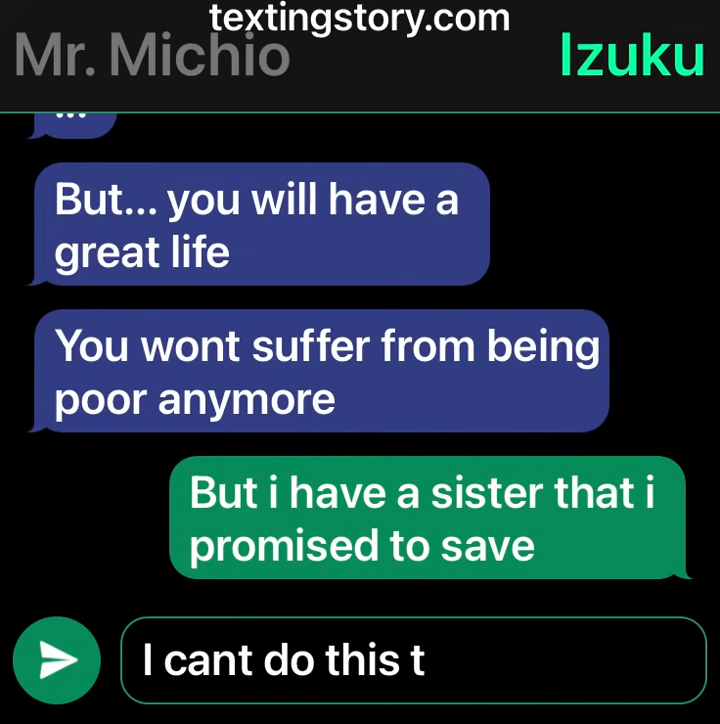 textingstory.com
Mr. Michio
Izuku
...
But... you will have a
great life
You wont suffer from being
poor anymore
But i have a sister that i
promised to save
I cant do this t